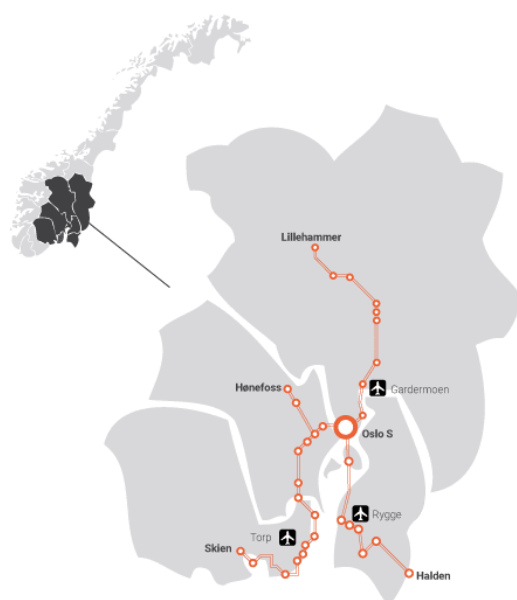 Lillehammer
Hønefoss
Gardermoen
Oslo S
Torp
Rygge
Skien
Halden